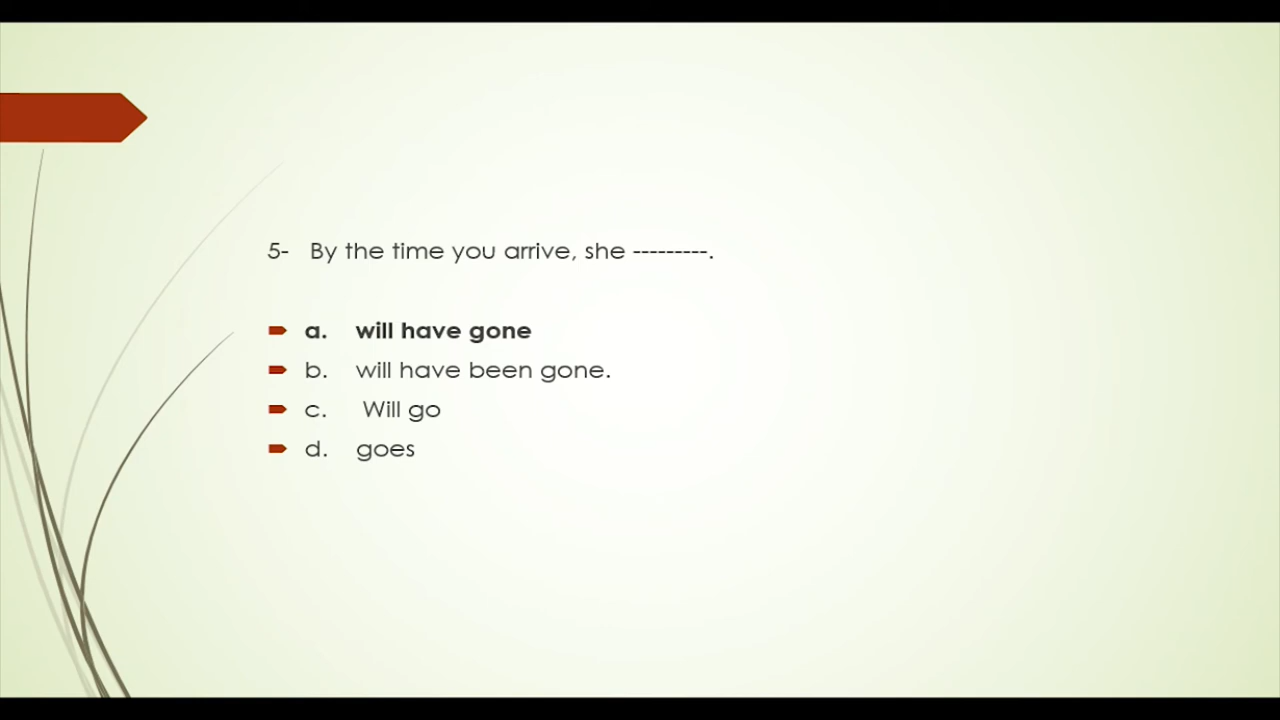 5- By the time you arrive, she ---------.
a. will have gone
b. will have been gone.
c. Will go
d. goes